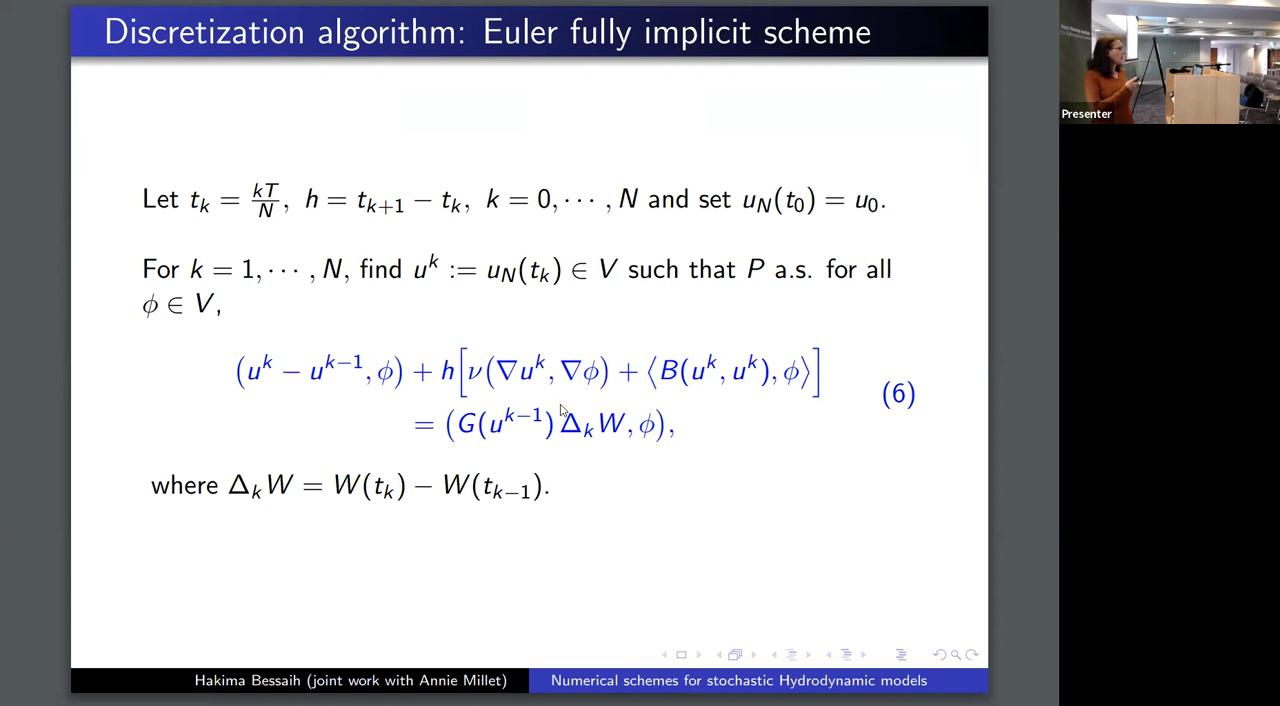 Discretization algorithm: Euler fully implicit scheme
Let t_k = kT/N, h = t_{k+1} − t_k, k = 0, ⋯ , N and set u_N(t_0) = u_0.
For k = 1, ⋯ , N, find u^k := u_N(t_k) ∈ V such that P a.s. for all
ϕ ∈ V,
(u^k − u^{k−1}, ϕ) + h[ν(∇u^k, ∇ϕ) + ⟨B(u^k, u^k), ϕ⟩]
(6)
= (G(u^{k−1}) Δ_k W, ϕ),
where Δ_k W = W(t_k) − W(t_{k−1}).
Hakima Bessaih (joint work with Annie Millet)
Numerical schemes for stochastic Hydrodynamic models
Presenter